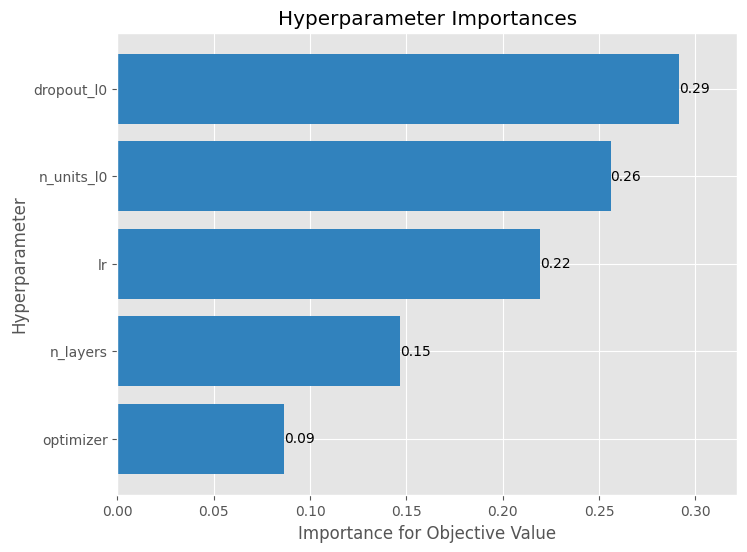 Hyperparameter Importances
Hyperparameter
dropout_l0
0.29
n_units_l0
0.26
lr
0.22
n_layers
0.15
optimizer
0.09
0.00 0.05 0.10 0.15 0.20 0.25 0.30
Importance for Objective Value